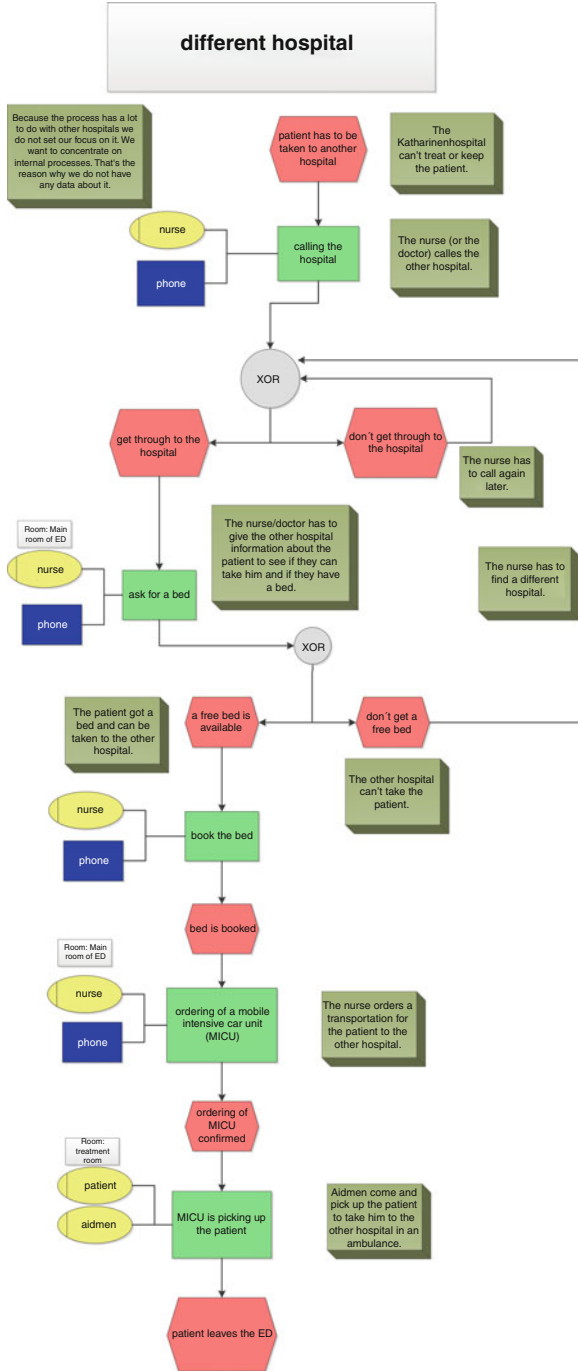 different hospital
Because the process has a lot
to do with other hospitals we
do not set our focus on it. We
want to concentrate on
internal processes. That's the
reason why we do not have
any data about it.
patient has to be
taken to another
hospital
The
Katharinenhospital
can't treat or keep
the patient.
nurse
phone
calling the
hospital
The nurse (or the
doctor) calles the
other hospital.
XOR
get through to the
hospital
don´t get through to
the hospital
The nurse has
to call again
later.
Room: Main
room of ED
nurse
phone
ask for a bed
The nurse/doctor has to
give the other hospital
information about the
patient to see if they can
take him and if they have
a bed.
The nurse has to
find a different
hospital.
XOR
The patient got a
bed and can be
taken to the other
hospital.
a free bed is
available
don´t get a
free bed
The other hospital
can't take the
patient.
nurse
phone
book the bed
bed is booked
Room: Main
room of ED
nurse
phone
ordering of a mobile
intensive car unit
(MICU)
The nurse orders a
transportation for
the patient to the
other hospital.
ordering of
MICU
confirmed
Room:
treatment
room
patient
aidmen
MICU is picking up
the patient
Aidmen come and
pick up the patient
to take him to the
other hospital in an
ambulance.
patient leaves the ED